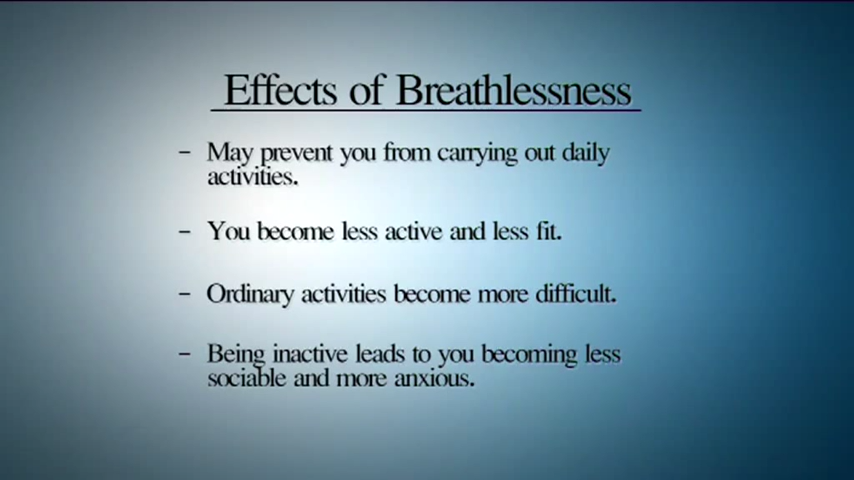 Effects of Breathlessness
- May prevent you from carrying out daily
activities.
- You become less active and less fit.
- Ordinary activities become more difficult.
- Being inactive leads to you becoming less
sociable and more anxious.